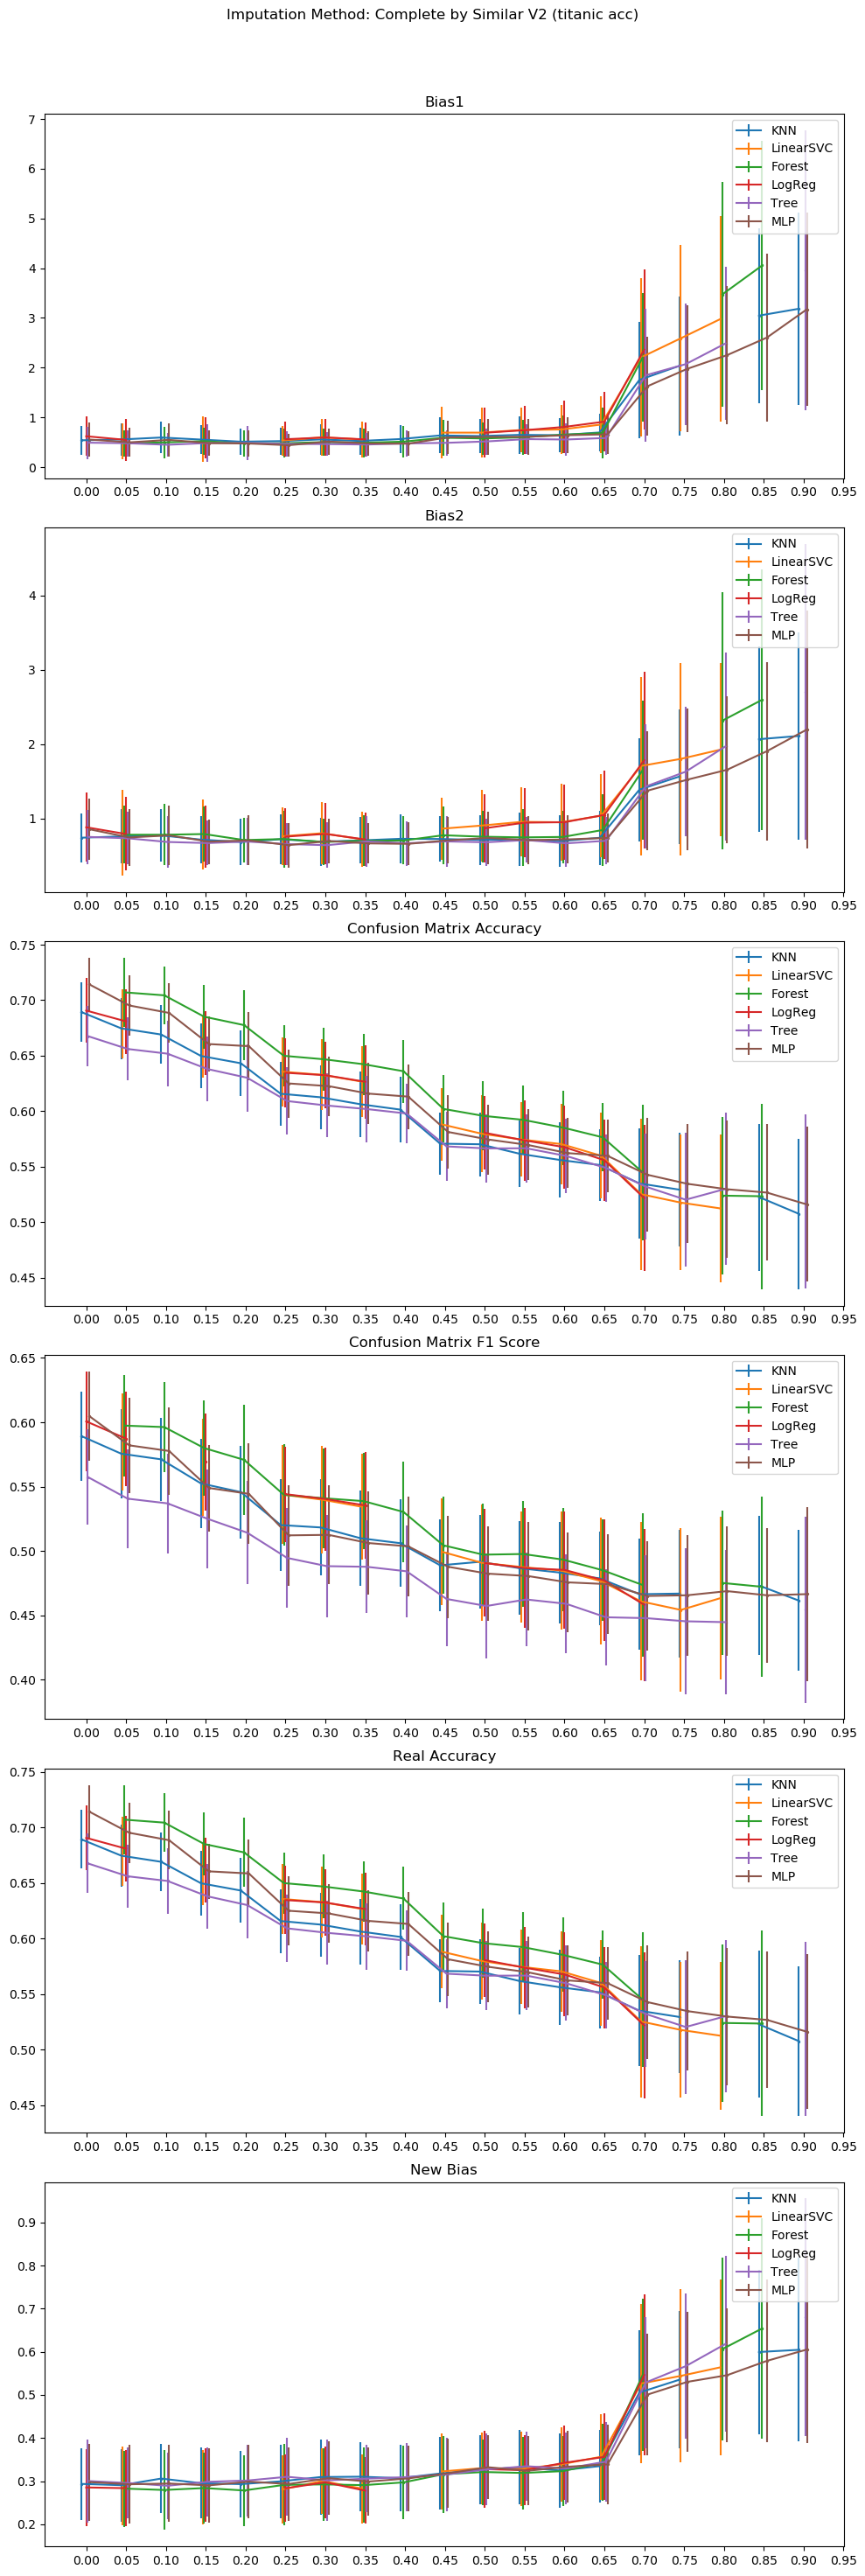 Imputation Method: Complete by Similar V2 (titanic acc)
Bias1
7
6
5
4
3
2
1
0
KNN
LinearSVC
Forest
LogReg
Tree
MLP
0.00 0.05 0.10 0.15 0.20 0.25 0.30 0.35 0.40 0.45 0.50 0.55 0.60 0.65 0.70 0.75 0.80 0.85 0.90 0.95
Bias2
4
3
2
1
KNN
LinearSVC
Forest
LogReg
Tree
MLP
0.00 0.05 0.10 0.15 0.20 0.25 0.30 0.35 0.40 0.45 0.50 0.55 0.60 0.65 0.70 0.75 0.80 0.85 0.90 0.95
Confusion Matrix Accuracy
0.75
0.70
0.65
0.60
0.55
0.50
0.45
KNN
LinearSVC
Forest
LogReg
Tree
MLP
0.00 0.05 0.10 0.15 0.20 0.25 0.30 0.35 0.40 0.45 0.50 0.55 0.60 0.65 0.70 0.75 0.80 0.85 0.90 0.95
Confusion Matrix F1 Score
0.65
0.60
0.55
0.50
0.45
0.40
KNN
LinearSVC
Forest
LogReg
Tree
MLP
0.00 0.05 0.10 0.15 0.20 0.25 0.30 0.35 0.40 0.45 0.50 0.55 0.60 0.65 0.70 0.75 0.80 0.85 0.90 0.95
Real Accuracy
0.75
0.70
0.65
0.60
0.55
0.50
0.45
KNN
LinearSVC
Forest
LogReg
Tree
MLP
0.00 0.05 0.10 0.15 0.20 0.25 0.30 0.35 0.40 0.45 0.50 0.55 0.60 0.65 0.70 0.75 0.80 0.85 0.90 0.95
New Bias
0.9
0.8
0.7
0.6
0.5
0.4
0.3
0.2
KNN
LinearSVC
Forest
LogReg
Tree
MLP
0.00 0.05 0.10 0.15 0.20 0.25 0.30 0.35 0.40 0.45 0.50 0.55 0.60 0.65 0.70 0.75 0.80 0.85 0.90 0.95